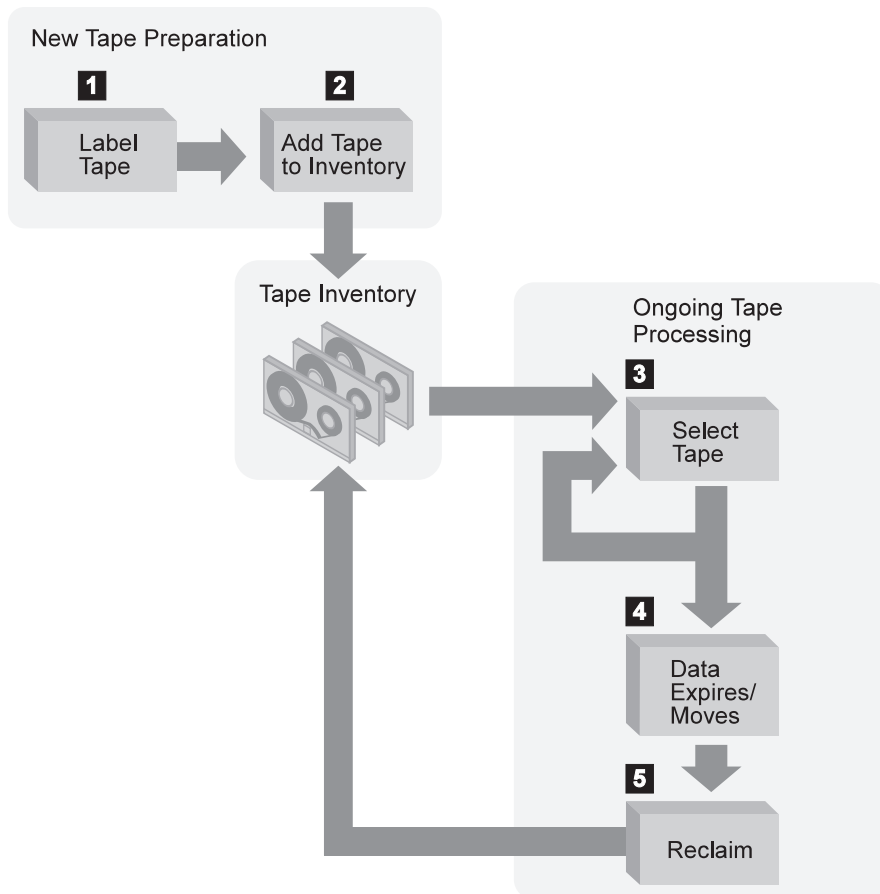 New Tape Preparation
1
Label
Tape
2
Add Tape
to Inventory
Tape Inventory
Ongoing Tape
Processing
3
Select
Tape
4
Data
Expires/
Moves
5
Reclaim